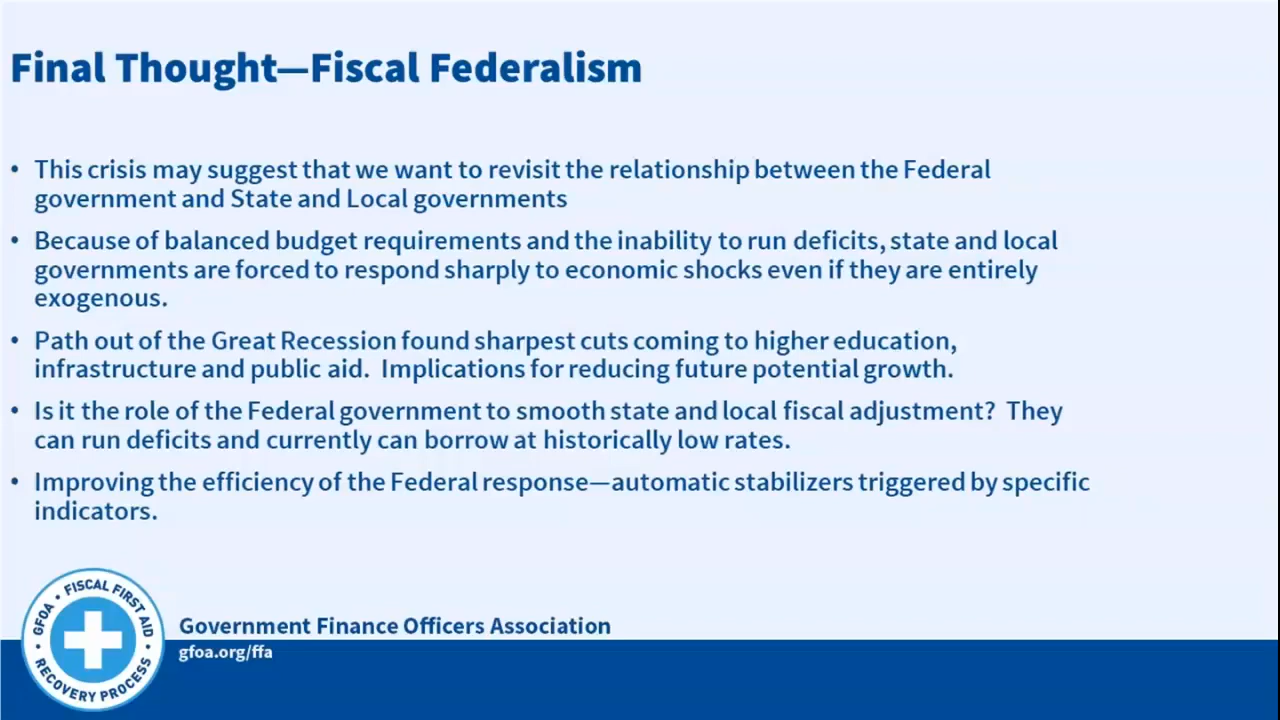 Final Thought—Fiscal Federalism
• This crisis may suggest that we want to revisit the relationship between the Federal
government and State and Local governments
• Because of balanced budget requirements and the inability to run deficits, state and local
governments are forced to respond sharply to economic shocks even if they are entirely
exogenous.
• Path out of the Great Recession found sharpest cuts coming to higher education,
infrastructure and public aid.  Implications for reducing future potential growth.
• Is it the role of the Federal government to smooth state and local fiscal adjustment?  They
can run deficits and currently can borrow at historically low rates.
• Improving the efficiency of the Federal response—automatic stabilizers triggered by specific
indicators.
GFOA • FISCAL FIRST AID • RECOVERY PROCESS •
Government Finance Officers Association
gfoa.org/ffa